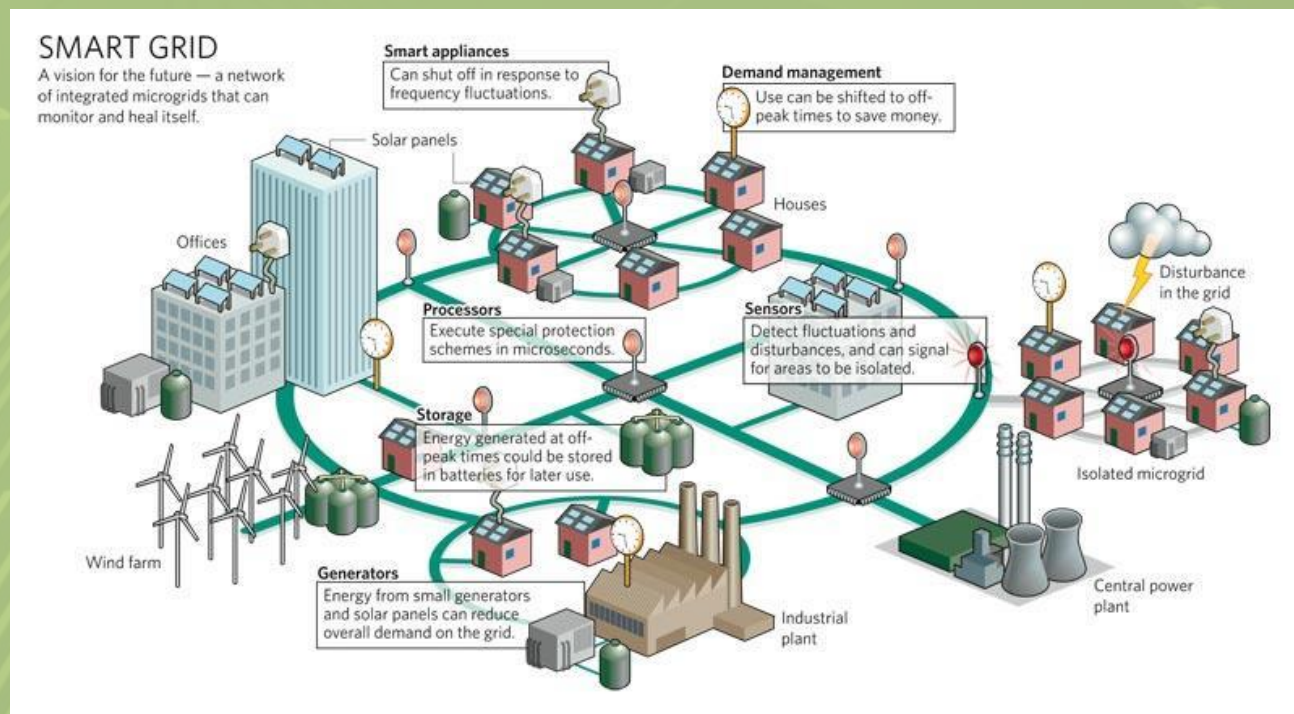 SMART GRID
A vision for the future — a network
of integrated microgrids that can
monitor and heal itself.
Smart appliances
Can shut off in response to
frequency fluctuations.
Demand management
Use can be shifted to off-
peak times to save money.
Solar panels
Houses
Offices
Disturbance
in the grid
Processors
Execute special protection
schemes in microseconds.
Sensors
Detect fluctuations and
disturbances, and can signal
for areas to be isolated.
Storage
Energy generated at off-
peak times could be stored
in batteries for later use.
Isolated microgrid
Wind farm
Generators
Energy from small generators
and solar panels can reduce
overall demand on the grid.
Industrial
plant
Central power
plant